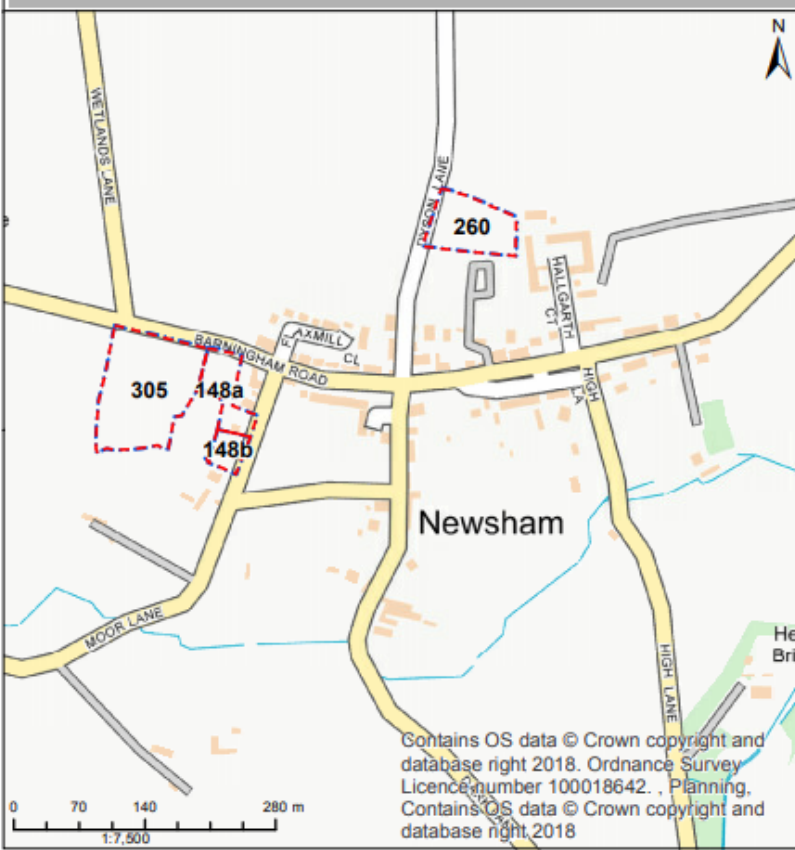 N
WETLANDS LANE
DYSON LANE
260
HALLGARTH
CT
AXMILL
CL
F
BARNINGHAM ROAD
305
148a
HIGH
LA
148b
Newsham
MOOR LANE
He
Bri
HIGH LANE
Contains OS data © Crown copyright and
database right 2018. Ordnance Survey
Licence number 100018642. , Planning,
Contains OS data © Crown copyright and
database right 2018
0 70 140 280 m
1:7,500